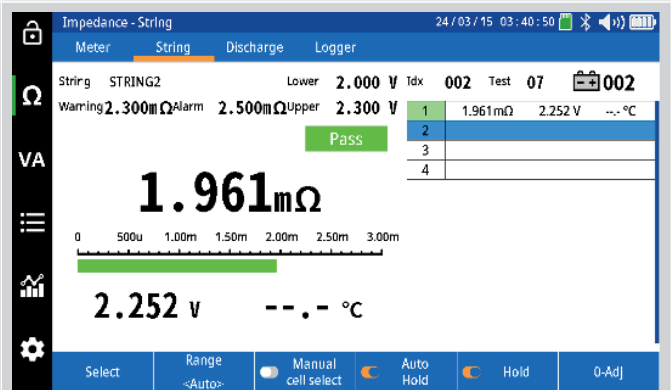 Impedance - String 24/03/15 03:40:50
Meter String Discharge Logger
String STRING2 Lower 2.000 V Idx 002 Test 07 002
Warning 2.300mΩ Alarm 2.500mΩ Upper 2.300 V
1 1.961mΩ 2.252 V --.- °C
2
3
4
Pass
Ω
VA
1.961mΩ
0 500u 1.00m 1.50m 2.00m 2.50m 3.00m
2.252 V --.- °C
Select
Range
<Auto>
Manual
cell select
Auto
Hold
Hold
0-Adj